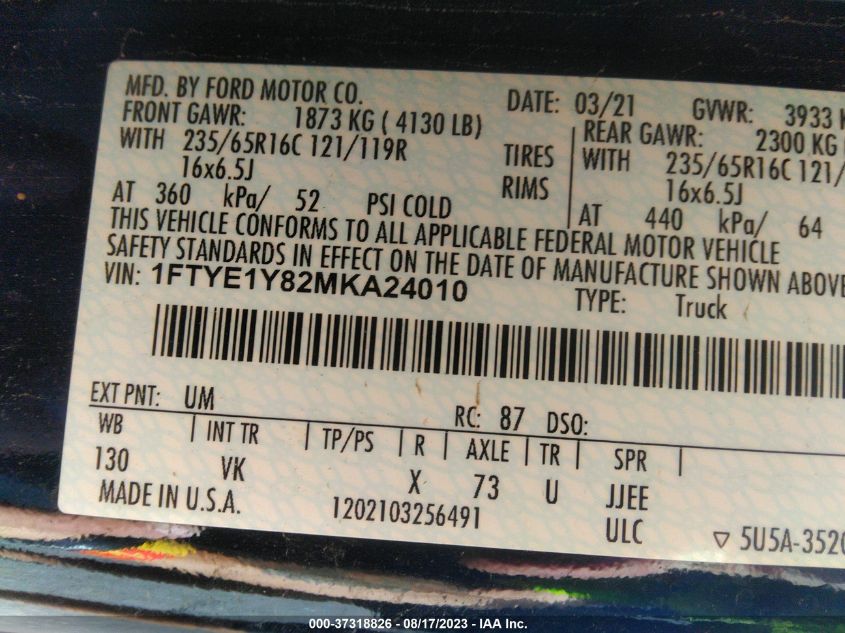 MFD. BY FORD MOTOR CO. DATE: 03/21 GVWR: 3933 K
FRONT GAWR: 1873 KG ( 4130 LB) REAR GAWR: 2300 KG
WITH 235/65R16C 121/119R TIRES WITH 235/65R16C 121/
16x6.5J RIMS 16x6.5J
AT 360 kPa/ 52 PSI COLD AT 440 kPa/ 64
THIS VEHICLE CONFORMS TO ALL APPLICABLE FEDERAL MOTOR VEHICLE
SAFETY STANDARDS IN EFFECT ON THE DATE OF MANUFACTURE SHOWN ABOVE
VIN: 1FTYE1Y82MKA24010 TYPE: Truck
EXT PNT: UM RC: 87 DSO:
WB INT TR TP/PS R AXLE TR SPR
130 VK X 73 U JJEE
MADE IN U.S.A. 1202103256491 ULC 5U5A-3520
000-37318826 - 08/17/2023 - IAA Inc.